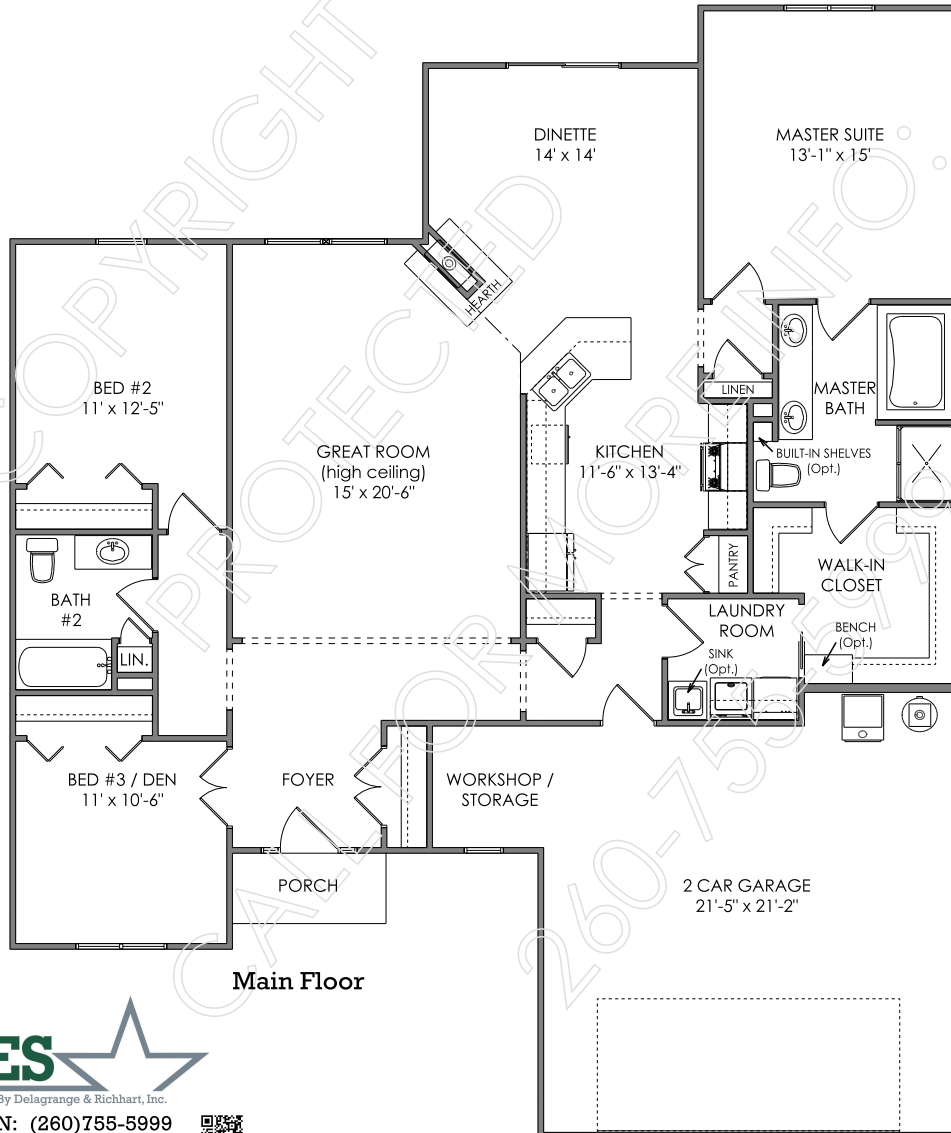 DINETTE
14' x 14'
MASTER SUITE
13'-1" x 15'
HEARTH
BED #2
11' x 12'-5"
GREAT ROOM
(high ceiling)
15' x 20'-6"
KITCHEN
11'-6" x 13'-4"
LINEN
MASTER
BATH
BUILT-IN SHELVES
(Opt.)
PANTRY
WALK-IN
CLOSET
BATH
#2
LIN.
LAUNDRY
ROOM
SINK
(Opt.)
BENCH
(Opt.)
BED #3 / DEN
11' x 10'-6"
FOYER
WORKSHOP /
STORAGE
PORCH
2 CAR GARAGE
21'-5" x 21'-2"
Main Floor
ES
By Delagrange & Richhart, Inc.
N: (260)755-5999
COPYRIGHT
PROTECTED
CALL FOR MORE INFO:
260-755-5999